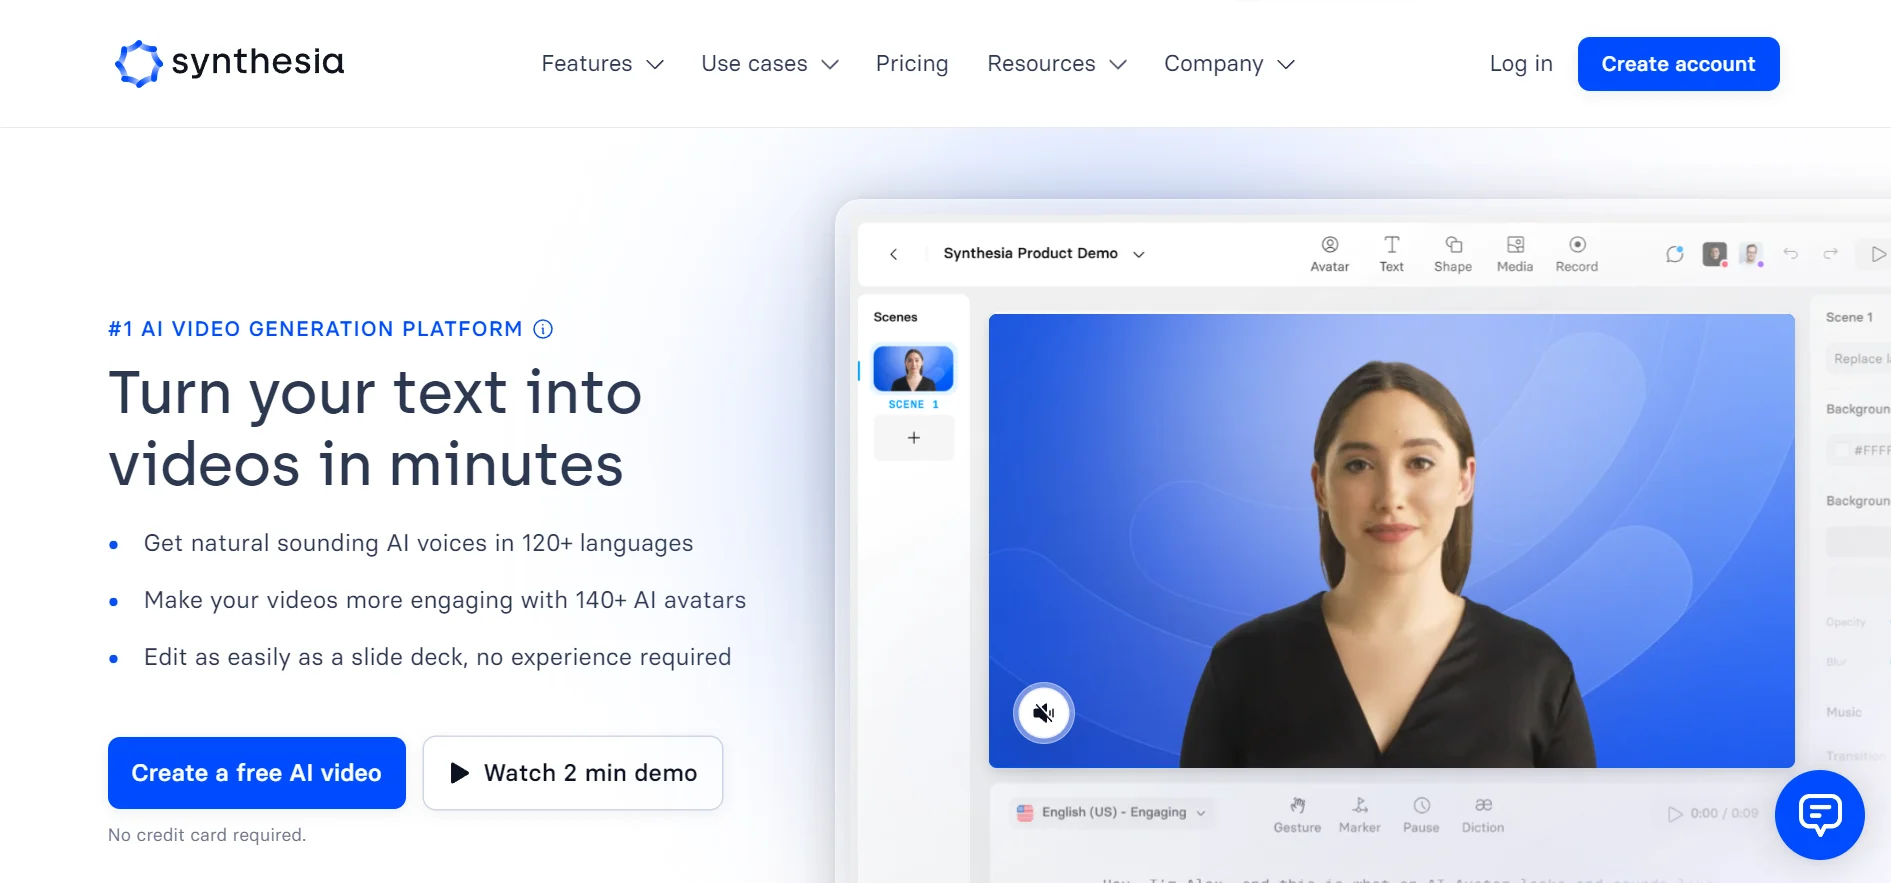 synthesia
Features
Use cases
Pricing
Resources
Company
Log in
Create account
#1 AI VIDEO GENERATION PLATFORM
Turn your text into
videos in minutes
Get natural sounding AI voices in 120+ languages
Make your videos more engaging with 140+ AI avatars
Edit as easily as a slide deck, no experience required
Create a free AI video
Watch 2 min demo
No credit card required.
Synthesia Product Demo
Avatar
Text
Shape
Media
Record
Scenes
SCENE 1
Scene 1
Replace
Opacity
Blur
Music
Transition
English (US) - Engaging
Gesture
Marker
Pause
æ
Diction
0:00 / 0:09